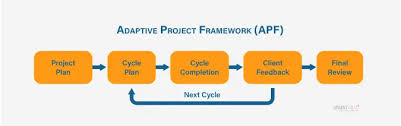 ADAPTIVE PROJECT FRAMEWORK (APF)
Project
Plan
Cycle
Plan
Cycle
Completion
Client
Feedback
Final
Review
Next Cycle